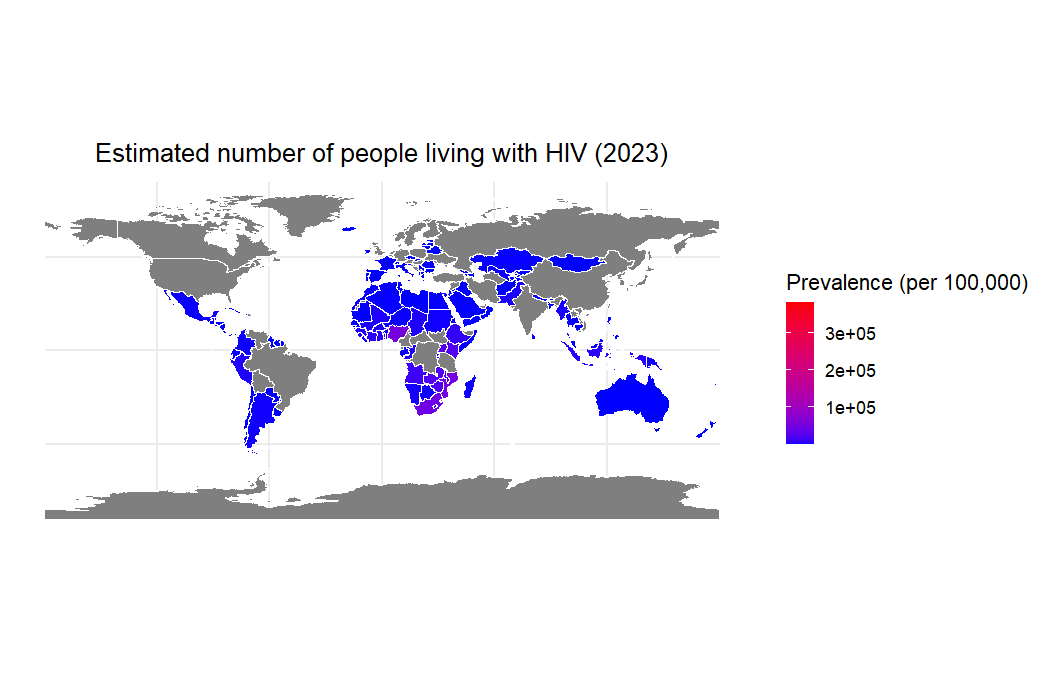 Estimated number of people living with HIV (2023)
Prevalence (per 100,000)
3e+05
2e+05
1e+05